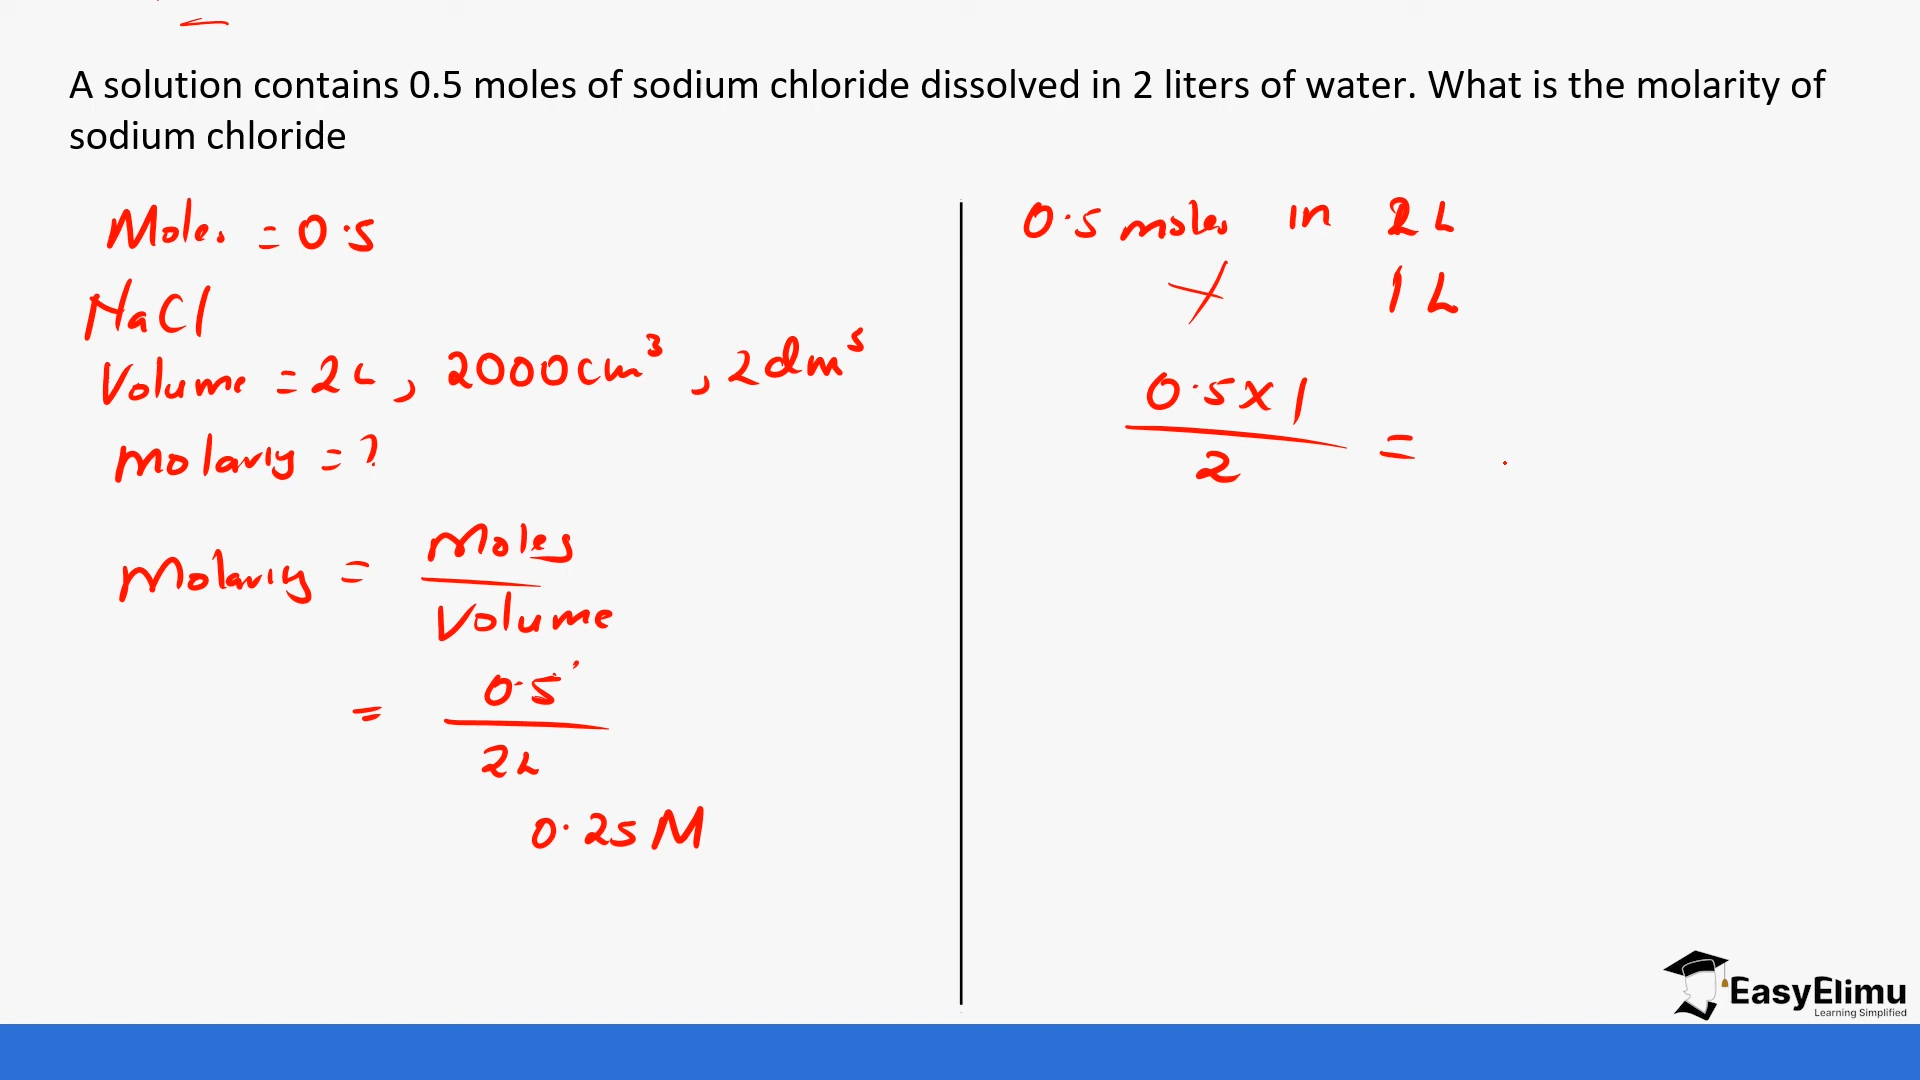 A solution contains 0.5 moles of sodium chloride dissolved in 2 liters of water. What is the molarity of
sodium chloride
Moles = 0.5
NaCl
Volume = 2L, 2000cm³, 2dm³
molariy = ?
Molariy = Moles
Volume
= 0.5
2L
0.25 M
0.5 moles in 2L
X 1L
0.5 x 1
2 =
EasyElimu
Learning Simplified